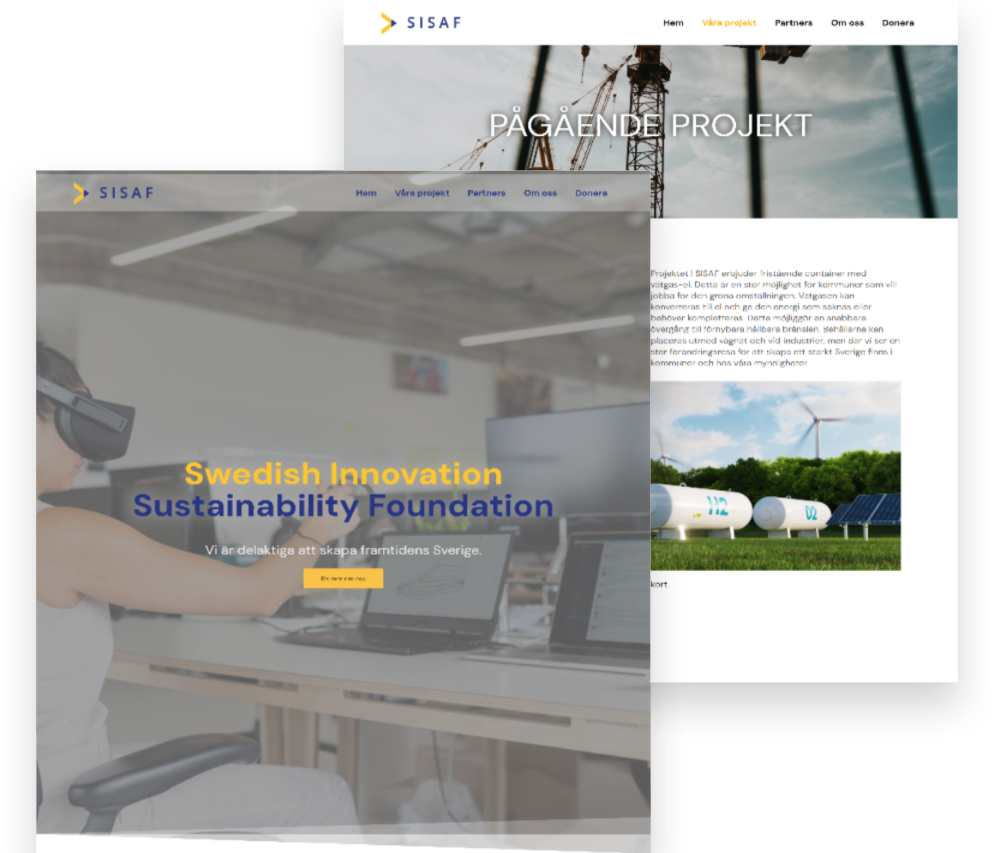 SISAF
Hem Våra projekt Partners Om oss Donera
PÅGÅENDE PROJEKT
Projektet I SISAF erbjuder fristående container med
vätgas-el. Detta är en stor möjlighet för kommuner som vill
jobba för den gröna omställningen. Vätgasen kan
konverteras till el och ge den energi som saknas eller
behöver kompletteras. Detta möjliggör en snabbare
övergång till förnybara hållbara bränslen. Behållarna kan
placeras utmed vägnät och vid industrier, men där vi ser en
stor förändringsresa för att skapa ett starkt Sverige finns i
kommuner och hos våra myndigheter.
H2
D2
kort.
SISAF
Hem Våra projekt Partners Om oss Donera
Swedish Innovation
Sustainability Foundation
Vi är delaktiga att skapa framtidens Sverige.